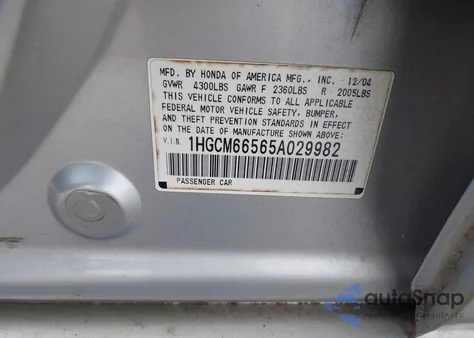 MFD. BY HONDA OF AMERICA MFG., INC. 12/04
GVWR 4300LBS GAWR F 2360LBS R 2005LBS
THIS VEHICLE CONFORMS TO ALL APPLICABLE
FEDERAL MOTOR VEHICLE SAFETY, BUMPER,
AND THEFT PREVENTION STANDARDS IN EFFECT
ON THE DATE OF MANUFACTURE SHOWN ABOVE.
V.I.N. 1HGCM66565A029982
PASSENGER CAR
autoSnap